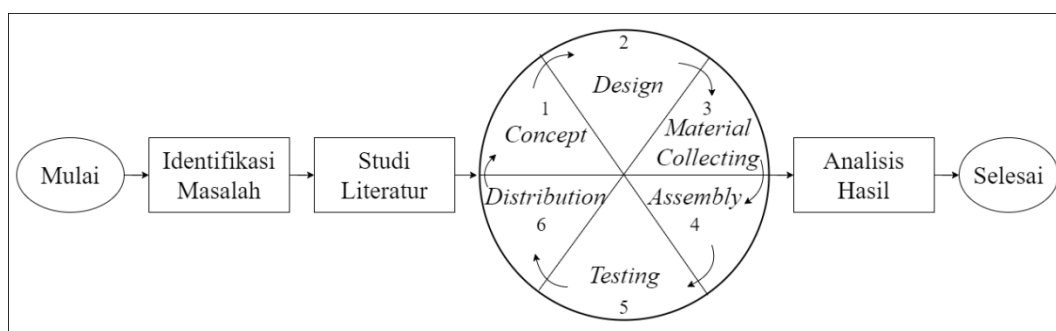 Mulai
Identifikasi
Masalah
Studi
Literatur
1
Concept
2
Design
3
Material
Collecting
Assembly
4
Testing
5
Distribution
6
Analisis
Hasil
Selesai